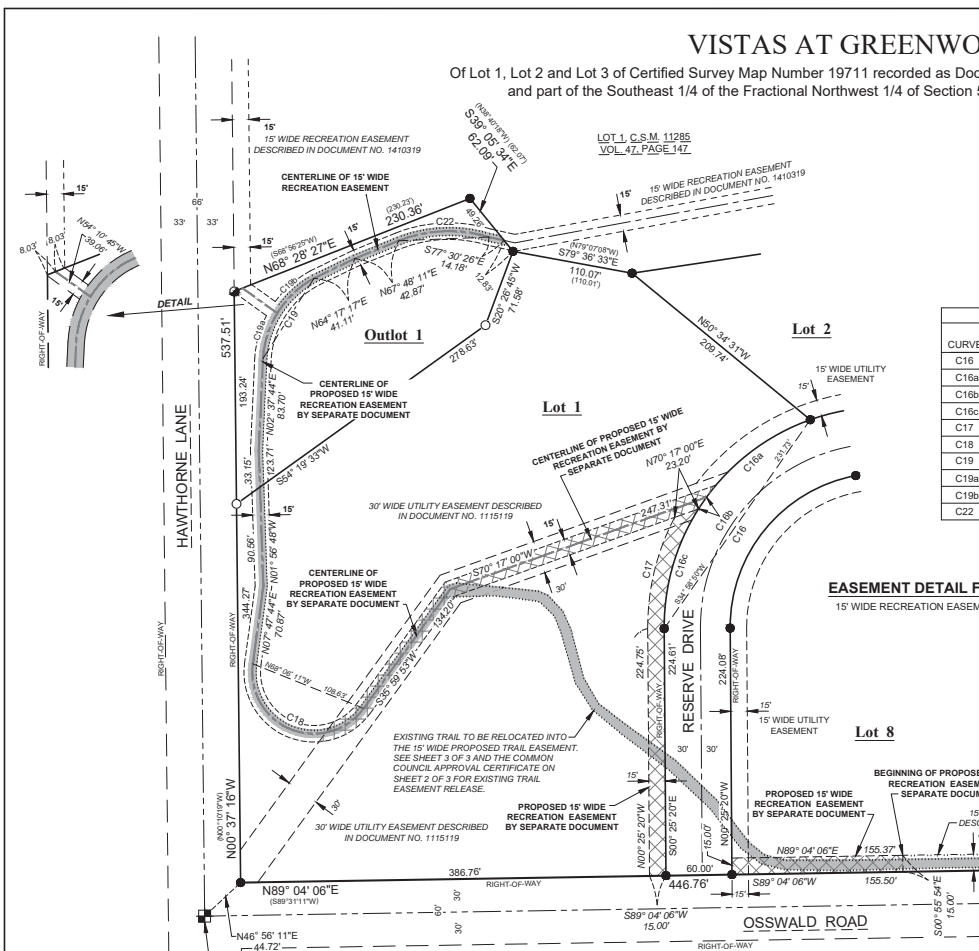 VISTAS AT GREENWO
Of Lot 1, Lot 2 and Lot 3 of Certified Survey Map Number 19711 recorded as Doc
and part of the Southeast 1/4 of the Fractional Northwest 1/4 of Section 5
15'
15' WIDE RECREATION EASEMENT
DESCRIBED IN DOCUMENT NO. 1410319
CENTERLINE OF 15' WIDE
RECREATION EASEMENT
(N38°40'18"W) (62.07')
S39° 05' 34"E
62.09'
LOT 1, C.S.M. 11285
VOL. 47, PAGE 147
15' WIDE RECREATION EASEMENT
DESCRIBED IN DOCUMENT NO. 1410319
15'
15'
N54° 10' 45"W
39.06'
8.03'
8.03'
15'
RIGHT-OF-WAY
DETAIL
66'
33'
33'
15'
(S68°56'25"W)
N68° 28' 27"E
(230.23')
230.36'
15'
49.26'
C22
S77° 30' 26"E
14.18'
12.83'
N67° 48' 11"E
42.87'
N64° 17' 17"E
41.11'
C19b
C19
C19a
S20° 26' 45"W
71.58'
(N79°07'08"W)
S79° 36' 33"E
110.07'
(110.01')
N50° 34' 31"W
209.74'
Outlot 1
278.63'
S54° 19' 33"W
Lot 2
Lot 1
15' WIDE UTILITY
EASEMENT
15'
CURVE
C16
C16a
C16b
C16c
C17
C18
C19
C19a
C19b
C22
537.51'
193.24'
33.15'
N02° 37' 44"E
83.70'
123.71'
CENTERLINE OF
PROPOSED 15' WIDE
RECREATION EASEMENT
BY SEPARATE DOCUMENT
HAWTHORNE LANE
15'
CENTERLINE OF PROPOSED 15' WIDE
RECREATION EASEMENT BY
SEPARATE DOCUMENT
N70° 17' 00"E
23.20'
C16a
231.73'
30' WIDE UTILITY EASEMENT DESCRIBED
IN DOCUMENT NO. 1115119
15'
247.31'
S70° 17' 00"W
30'
C16b
C16
C17
C16c
S34° 58' 50"W
90.56'
N01° 56' 48"W
344.27'
N07° 47' 44"E
70.87'
CENTERLINE OF
PROPOSED 15' WIDE
RECREATION EASEMENT
BY SEPARATE DOCUMENT
134.20'
S35° 59' 53"W
N68° 06' 11"W
108.63'
C18
RIGHT-OF-WAY
RIGHT-OF-WAY
EASEMENT DETAIL F
15' WIDE RECREATION EASEM
224.75'
224.61'
RIGHT-OF-WAY
RESERVE DRIVE
224.08'
RIGHT-OF-WAY
15'
15' WIDE UTILITY
EASEMENT
30'
30'
Lot 8
EXISTING TRAIL TO BE RELOCATED INTO
THE 15' WIDE PROPOSED TRAIL EASEMENT.
SEE SHEET 3 OF 3 AND THE COMMON
COUNCIL APPROVAL CERTIFICATE ON
SHEET 2 OF 3 FOR EXISTING TRAIL
EASEMENT RELEASE.
15'
PROPOSED 15' WIDE
RECREATION EASEMENT
BY SEPARATE DOCUMENT
N00° 25' 20"W
S00° 25' 20"E
15.00'
N00° 25' 20"W
PROPOSED 15' WIDE
RECREATION EASEMENT
BY SEPARATE DOCUMENT
BEGINNING OF PROPOSE
RECREATION EASEM
SEPARATE DOCUM
15'
DESC
(N00°10'19"W)
N00° 37' 16"W
30'
30' WIDE UTILITY EASEMENT DESCRIBED
IN DOCUMENT NO. 1115119
N89° 04' 06"E
155.37'
386.76'
RIGHT-OF-WAY
60.00'
446.76'
S89° 04' 06"W
155.50'
15'
S00° 55' 54"E
15.00'
N89° 04' 06"E
(S89°31'11"W)
60'
30'
30'
S89° 04' 06"W
15.00'
OSSWALD ROAD
N46° 56' 11"E
44.72'
RIGHT-OF-WAY